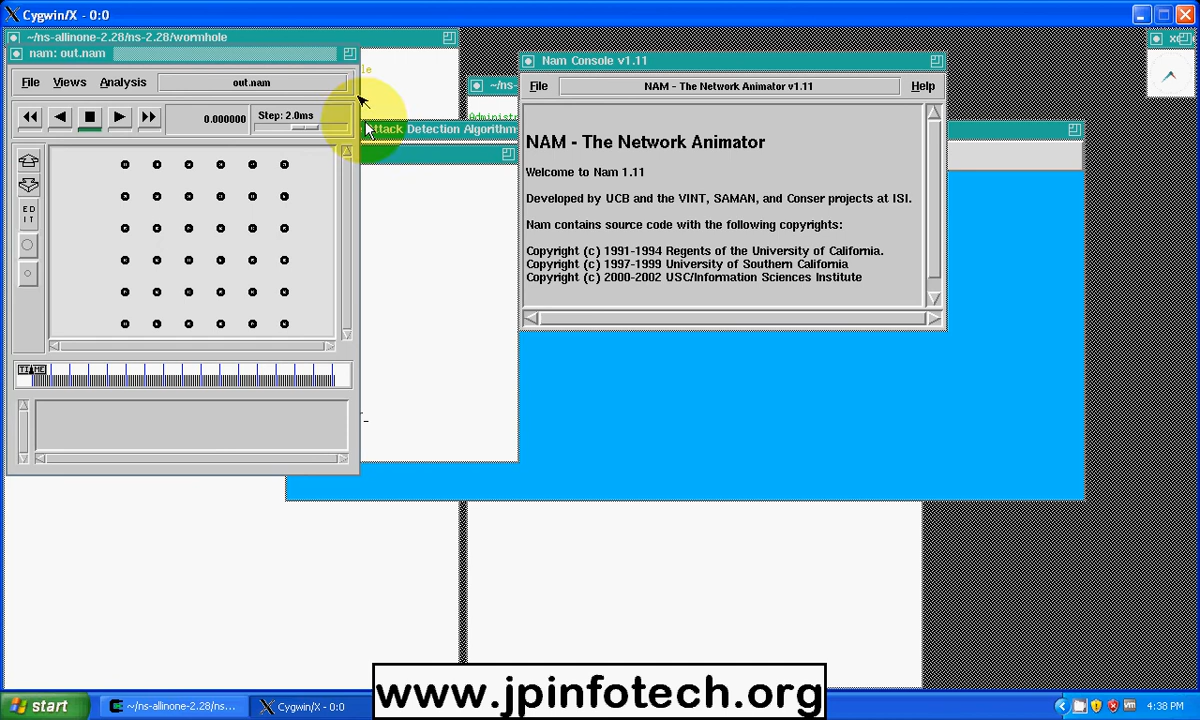 Cygwin/X - 0:0
~/ns-allinone-2.28/ns-2.28/wormhole
nam: out.nam
File Views Analysis out.nam
0.000000 Step: 2.0ms
ED
IT
TIME
~/ns-
Administr
Attack Detection Algorithm
Nam Console v1.11
File NAM - The Network Animator v1.11 Help
NAM - The Network Animator
Welcome to Nam 1.11
Developed by UCB and the VINT, SAMAN, and Conser projects at ISI.
Nam contains source code with the following copyrights:
Copyright (c) 1991-1994 Regents of the University of California.
Copyright (c) 1997-1999 University of Southern California
Copyright (c) 2000-2002 USC/Information Sciences Institute
www.jpinfotech.org
start ~/ns-allinone-2.28/ns... Cygwin/X - 0:0 4:38 PM